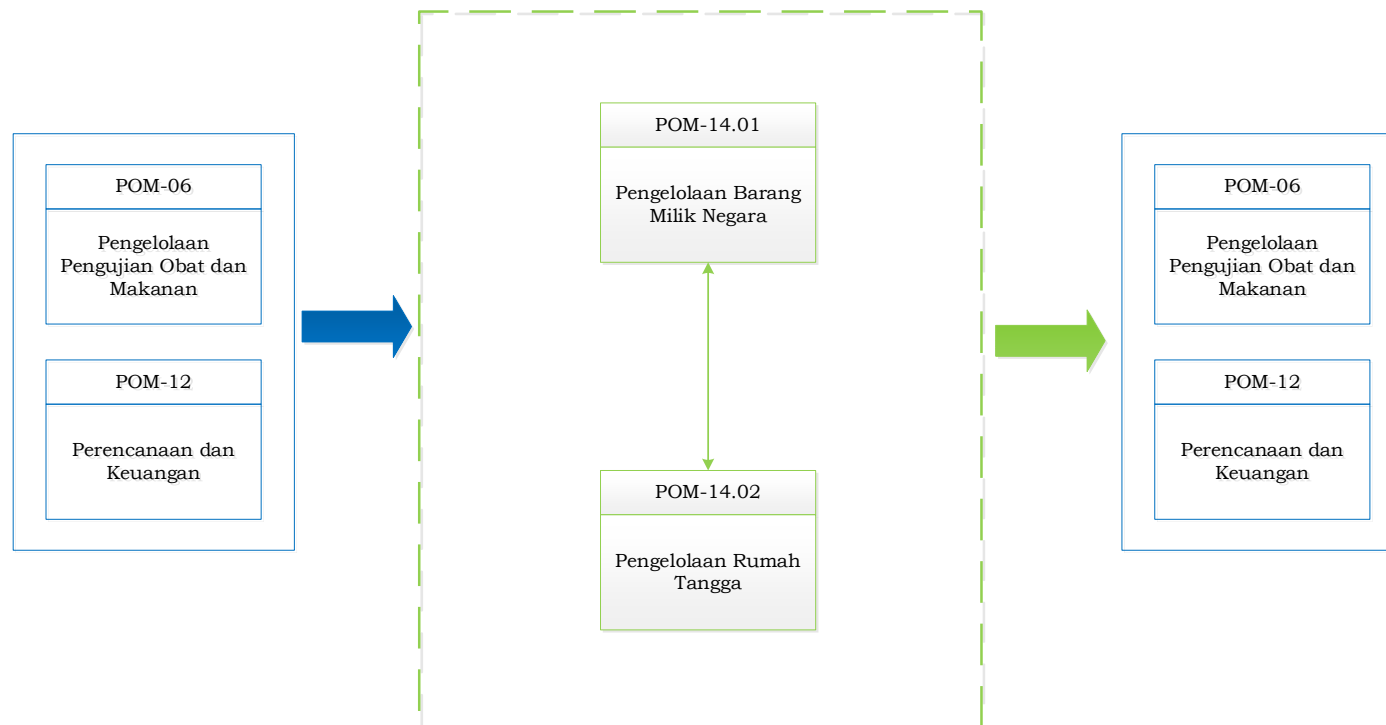 POM-06
Pengelolaan
Pengujian Obat dan
Makanan
POM-12
Perencanaan dan
Keuangan
POM-14.01
Pengelolaan Barang
Milik Negara
POM-14.02
Pengelolaan Rumah
Tangga
POM-06
Pengelolaan
Pengujian Obat dan
Makanan
POM-12
Perencanaan dan
Keuangan